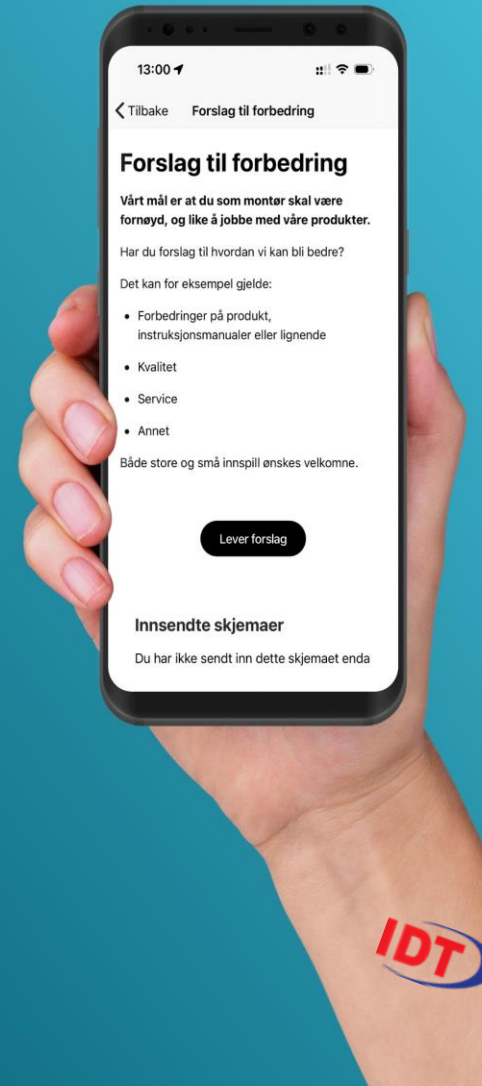 13:00
Tilbake Forslag til forbedring
Forslag til forbedring
Vårt mål er at du som montør skal være
fornøyd, og like å jobbe med våre produkter.
Har du forslag til hvordan vi kan bli bedre?
Det kan for eksempel gjelde:
• Forbedringer på produkt,
instruksjonsmanualer eller lignende
• Kvalitet
• Service
• Annet
Både store og små innspill ønskes velkomne.
Lever forslag
Innsendte skjemaer
Du har ikke sendt inn dette skjemaet enda
IDT